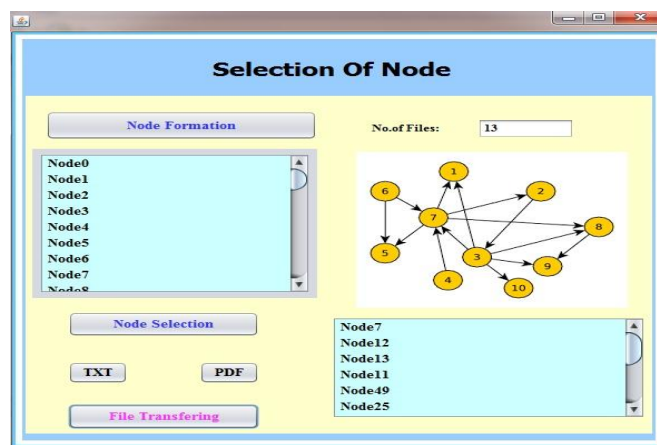 Selection Of Node
Node Formation
No.of Files: 13
Node0
Node1
Node2
Node3
Node4
Node5
Node6
Node7
Node8
1
6
2
7
8
5
3
9
4
10
Node Selection
TXT
PDF
File Transfering
Node7
Node12
Node13
Node11
Node49
Node25